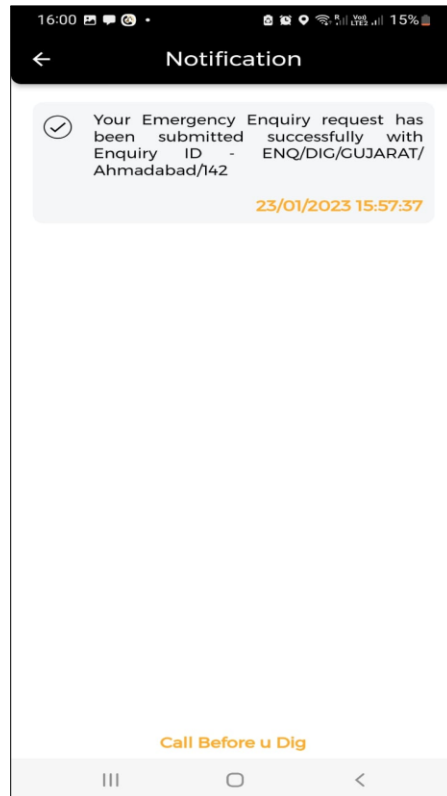 16:00 15%
Notification
Your Emergency Enquiry request has
been submitted successfully with
Enquiry ID - ENQ/DIG/GUJARAT/
Ahmadabad/142
23/01/2023 15:57:37
Call Before u Dig